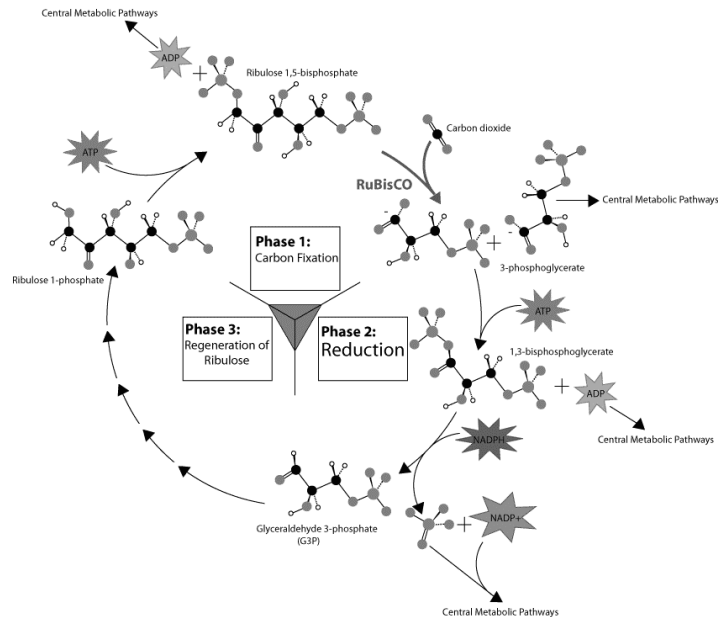 Central Metabolic Pathways
ADP
+
Ribulose 1,5-bisphosphate
Carbon dioxide
ATP
RuBisCO
Central Metabolic Pathways
-
+
-
3-phosphoglycerate
Ribulose 1-phosphate
Phase 1:
Carbon Fixation
Phase 3:
Regeneration of
Ribulose
Phase 2:
Reduction
ATP
1,3-bisphosphoglycerate
+
ADP
Central Metabolic Pathways
NADPH
Glyceraldehyde 3-phosphate
(G3P)
+
NADP+
Central Metabolic Pathways